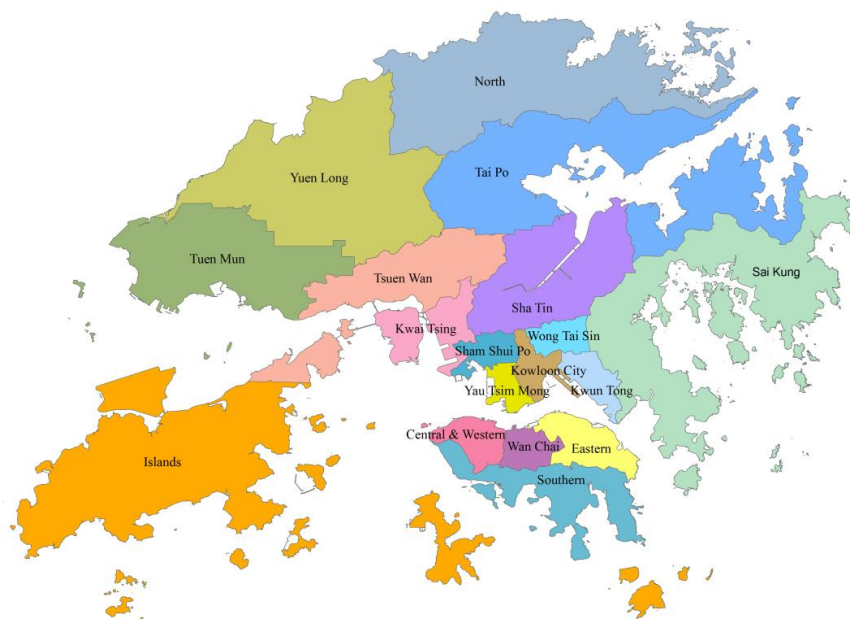 North
Tai Po
Yuen Long
Tuen Mun
Tsuen Wan
Sai Kung
Sha Tin
Kwai Tsing
Wong Tai Sin
Sham Shui Po
Kowloon City
Yau Tsim Mong
Kwun Tong
Central & Western
Wan Chai
Eastern
Islands
Southern